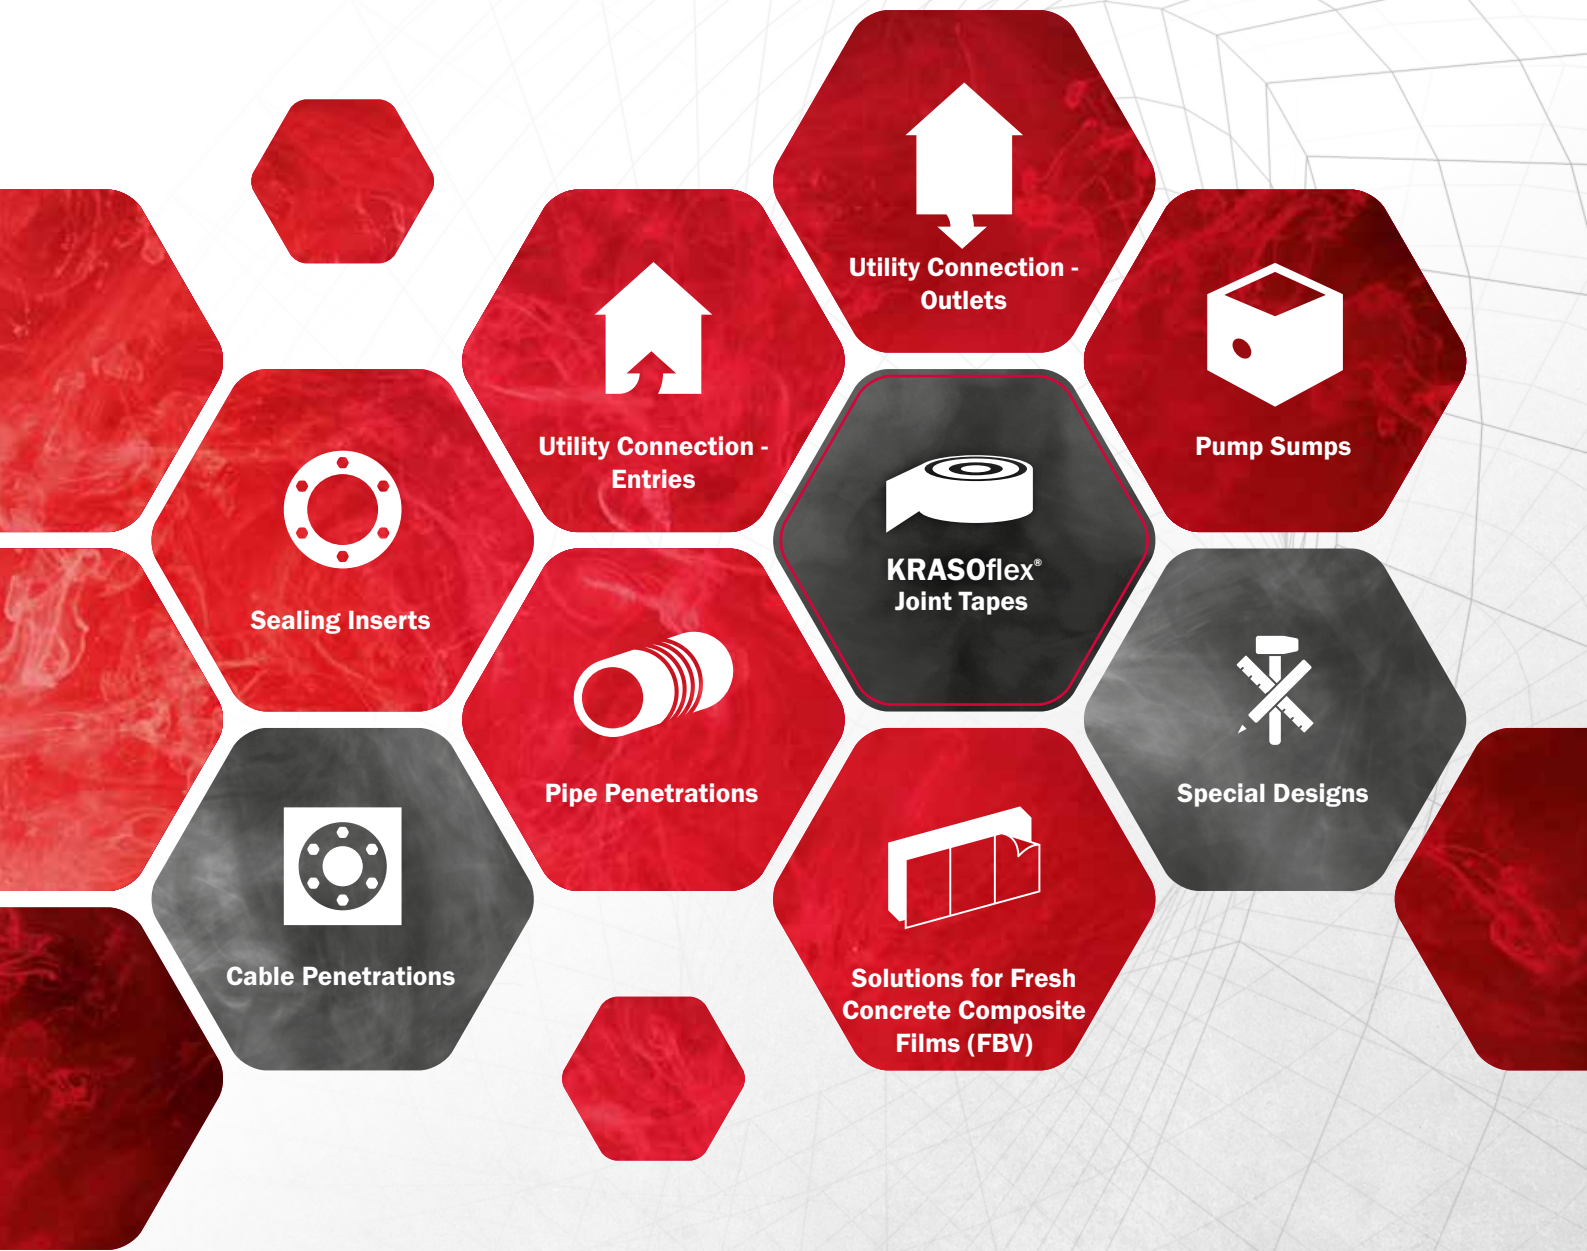 Utility Connection -
Outlets
Utility Connection -
Entries
Pump Sumps
KRASOflex®
Joint Tapes
Sealing Inserts
Pipe Penetrations
Special Designs
Cable Penetrations
Solutions for Fresh
Concrete Composite
Films (FBV)